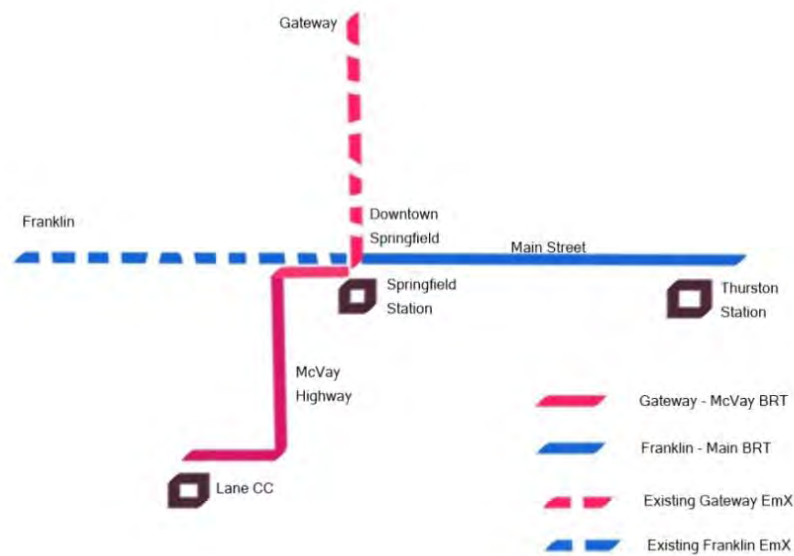 Gateway
Franklin
Downtown
Springfield
Main Street
Springfield
Station
Thurston
Station
McVay
Highway
Lane CC
Gateway - McVay BRT
Franklin - Main BRT
Existing Gateway EmX
Existing Franklin EmX